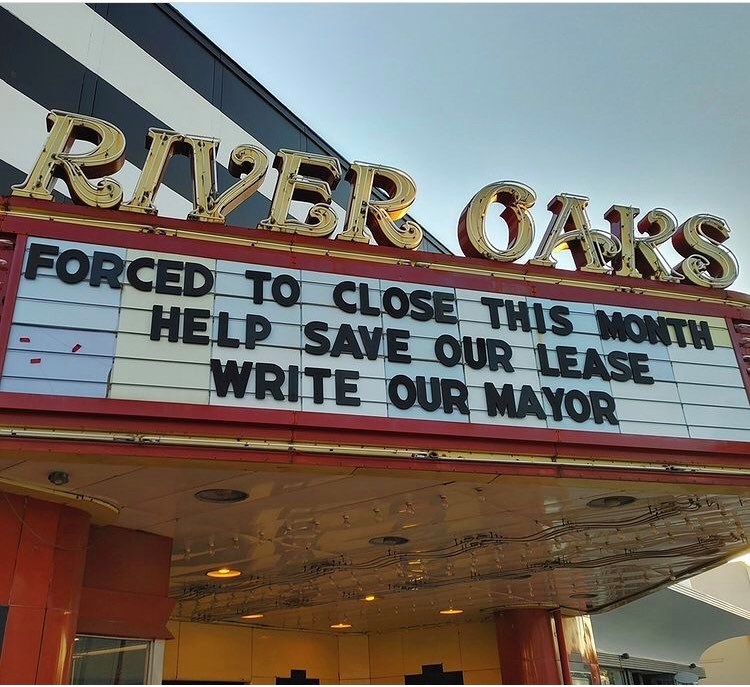 RIVER OAKS
FORCED TO CLOSE THIS MONTH
HELP SAVE OUR LEASE
WRITE OUR MAYOR